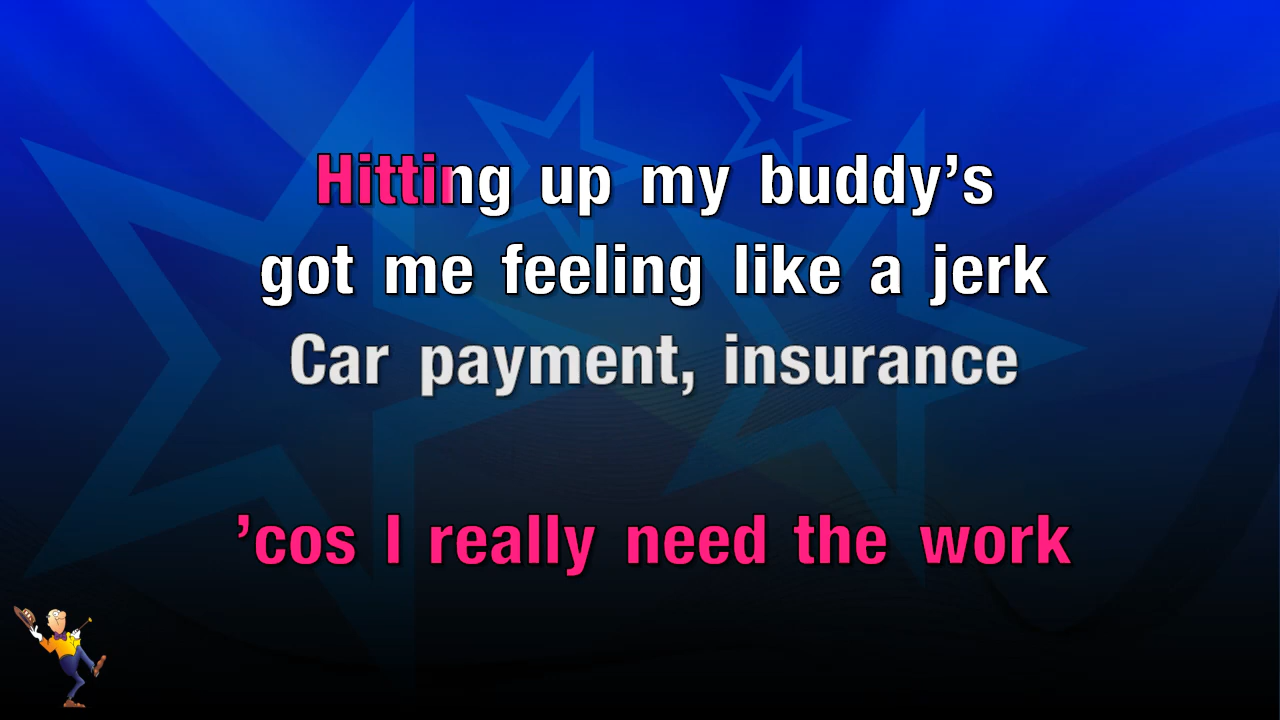 Hitting up my buddy’s
got me feeling like a jerk
Car payment, insurance
’cos I really need the work